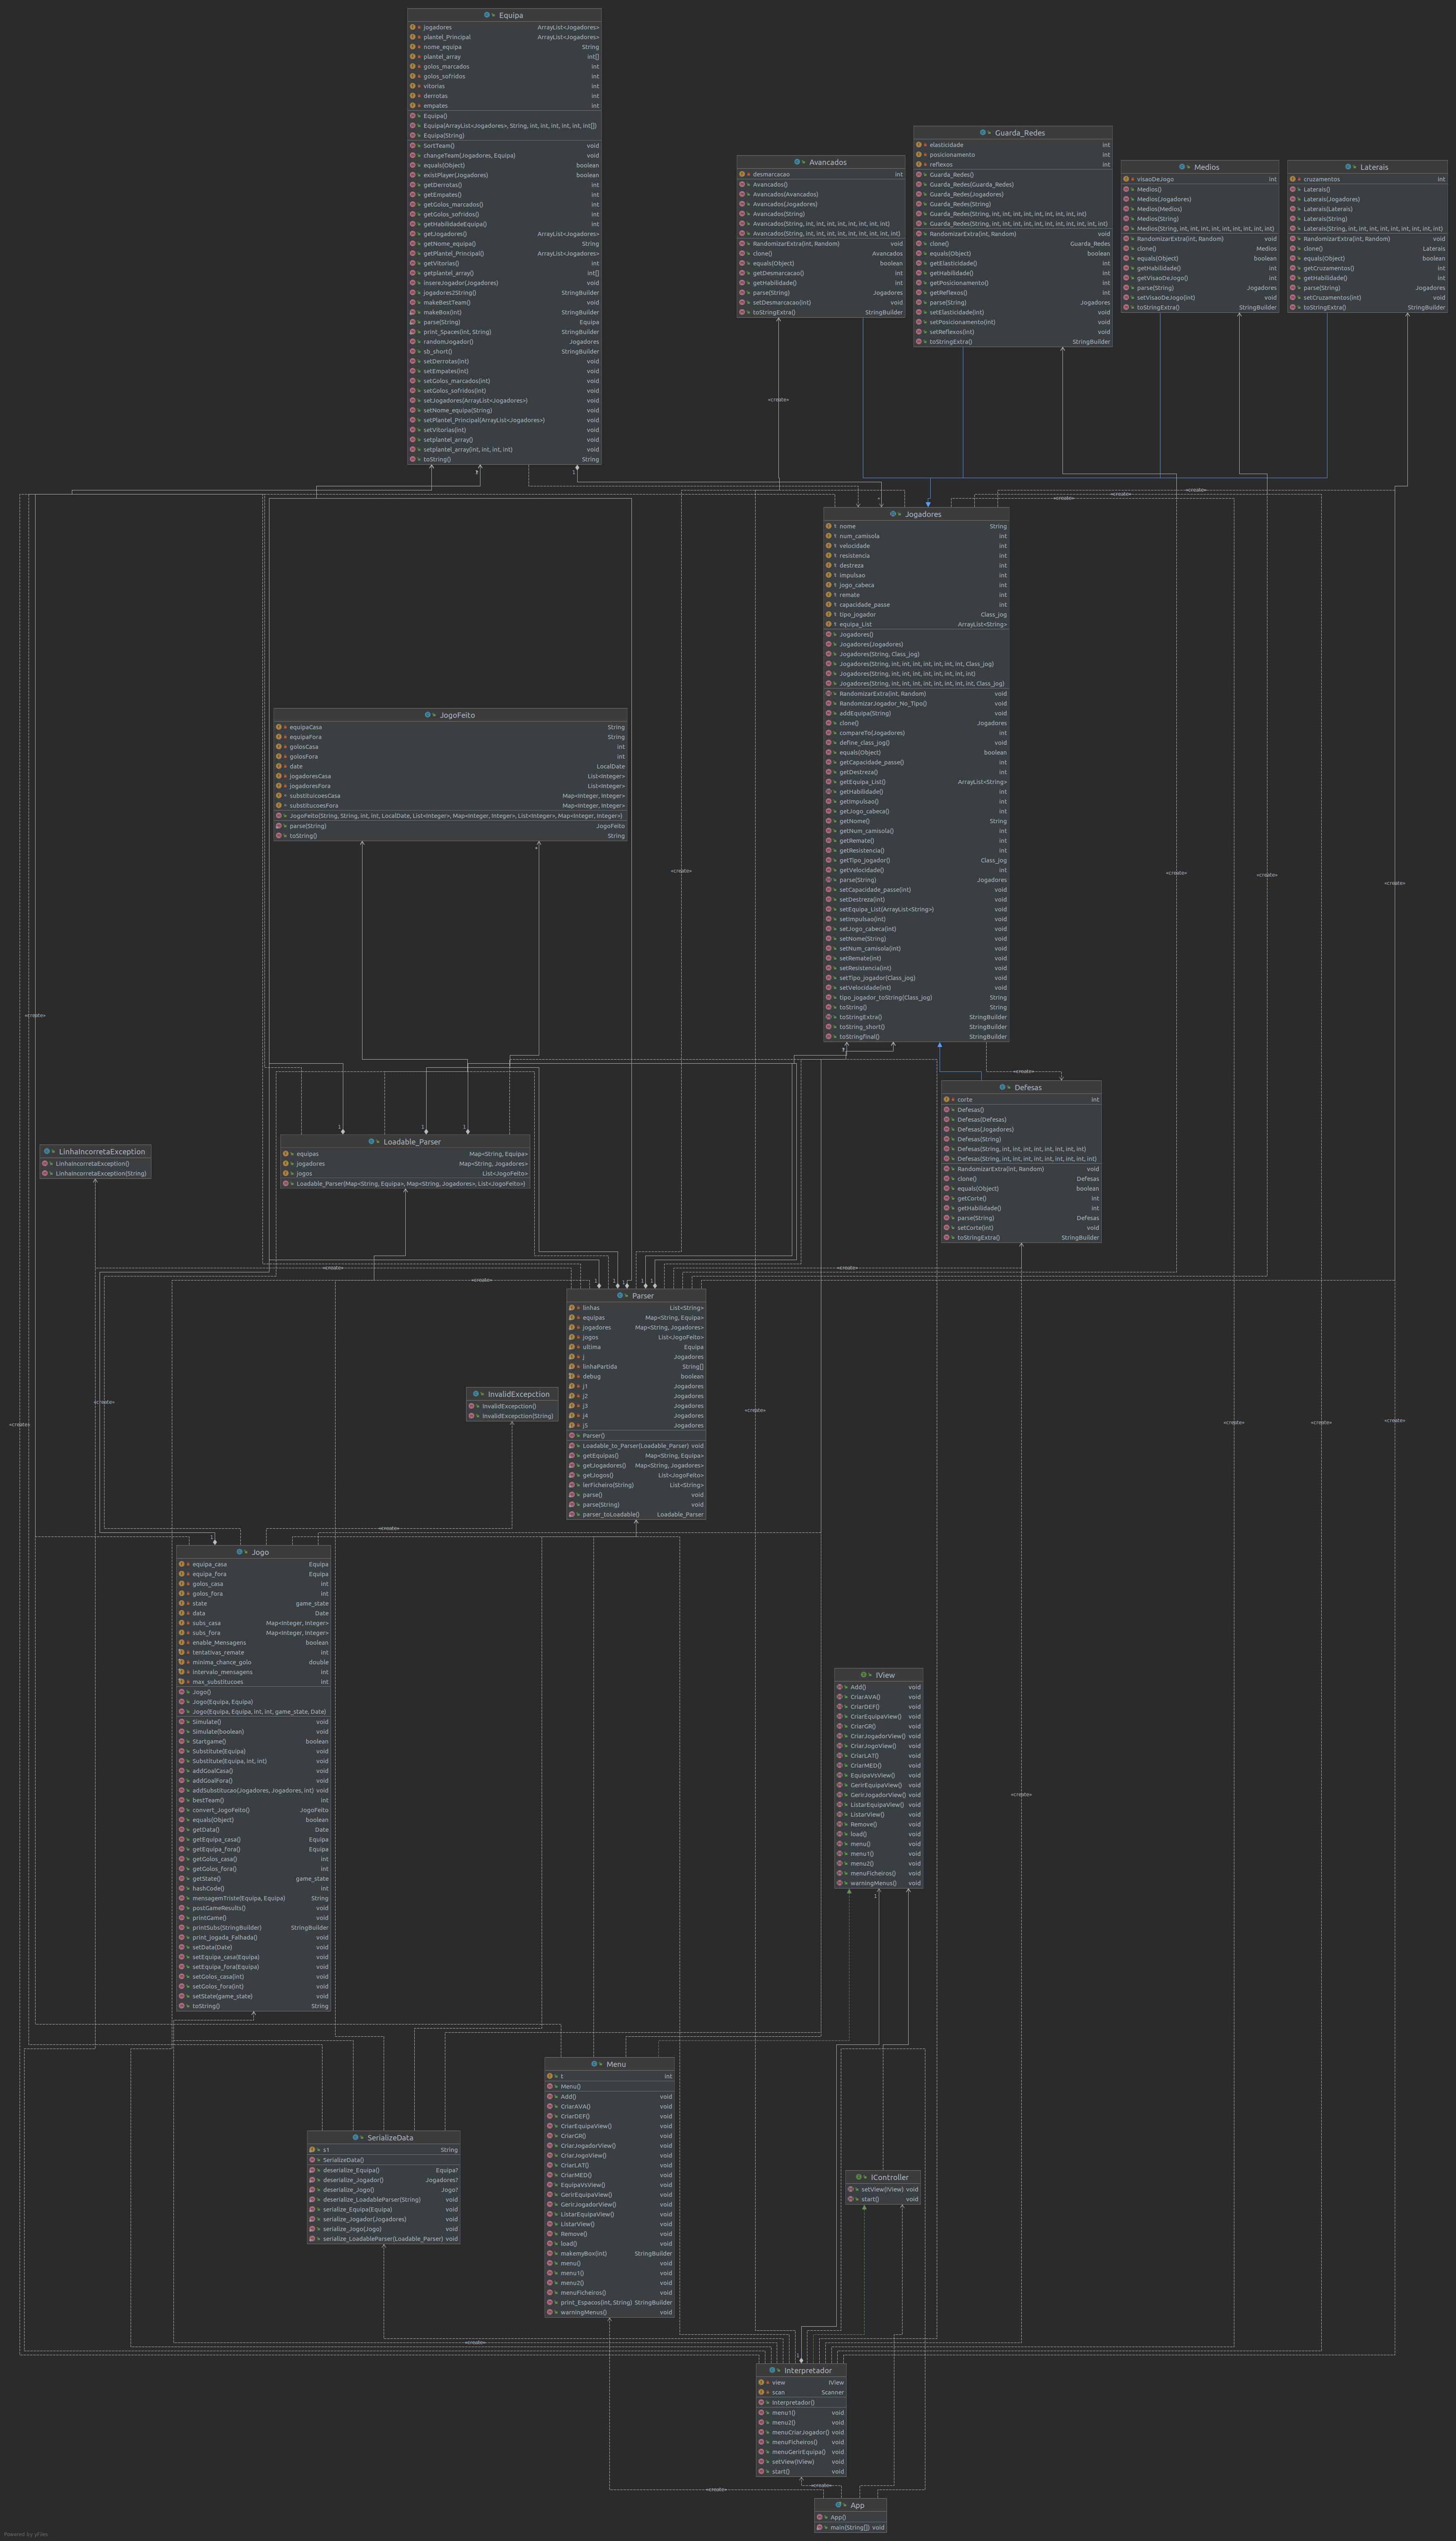 Equipa
jogadores ArrayList<Jogadores>
plantel_Principal ArrayList<Jogadores>
nome_equipa String
plantel_array int[]
golos_marcados int
golos_sofridos int
vitorias int
derrotas int
empates int
Equipa()
Equipa(ArrayList<Jogadores>, String, int, int, int, int, int, int[])
Equipa(String)
SortTeam() void
changeTeam(Jogadores, Equipa) void
equals(Object) boolean
existPlayer(Jogadores) boolean
getDerrotas() int
getEmpates() int
getGolos_marcados() int
getGolos_sofridos() int
getHabilidadeEquipa() int
getJogadores() ArrayList<Jogadores>
getNome_equipa() String
getPlantel_Principal() ArrayList<Jogadores>
getVitorias() int
getplantel_array() int[]
insereJogador(Jogadores) void
jogadores2String() StringBuilder
makeBestTeam() void
makeBox(int) StringBuilder
parse(String) Equipa
print_Spaces(int, String) StringBuilder
randomJogador() Jogadores
sb_short() StringBuilder
setDerrotas(int) void
setEmpates(int) void
setGolos_marcados(int) void
setGolos_sofridos(int) void
setJogadores(ArrayList<Jogadores>) void
setNome_equipa(String) void
setPlantel_Principal(ArrayList<Jogadores>) void
setVitorias(int) void
setplantel_array() void
setplantel_array(int, int, int, int) void
toString() String
Avancados
desmarcacao int
Avancados()
Avancados(Avancados)
Avancados(Jogadores)
Avancados(String)
Avancados(String, int, int, int, int, int, int, int, int)
Avancados(String, int, int, int, int, int, int, int, int, int)
RandomizarExtra(int, Random) void
clone() Avancados
equals(Object) boolean
getDesmarcacao() int
getHabilidade() int
parse(String) Jogadores
setDesmarcacao(int) void
toStringExtra() StringBuilder
Guarda_Redes
elasticidade int
posicionamento int
reflexos int
Guarda_Redes()
Guarda_Redes(Guarda_Redes)
Guarda_Redes(Jogadores)
Guarda_Redes(String)
Guarda_Redes(String, int, int, int, int, int, int, int, int, int)
Guarda_Redes(String, int, int, int, int, int, int, int, int, int, int, int)
RandomizarExtra(int, Random) void
clone() Guarda_Redes
equals(Object) boolean
getElasticidade() int
getHabilidade() int
getPosicionamento() int
getReflexos() int
parse(String) Jogadores
setElasticidade(int) void
setPosicionamento(int) void
setReflexos(int) void
toStringExtra() StringBuilder
Medios
visaoDeJogo int
Medios()
Medios(Jogadores)
Medios(Medios)
Medios(String)
Medios(String, int, int, int, int, int, int, int, int, int)
RandomizarExtra(int, Random) void
clone() Medios
equals(Object) boolean
getHabilidade() int
getVisaoDeJogo() int
parse(String) Jogadores
setVisaoDeJogo(int) void
toStringExtra() StringBuilder
Laterais
cruzamentos int
Laterais()
Laterais(Jogadores)
Laterais(Laterais)
Laterais(String)
Laterais(String, int, int, int, int, int, int, int, int, int)
RandomizarExtra(int, Random) void
clone() Laterais
equals(Object) boolean
getCruzamentos() int
getHabilidade() int
parse(String) Jogadores
setCruzamentos(int) void
toStringExtra() StringBuilder
«create»
1
*
1
*
«create»
«create»
«create»
Jogadores
nome String
num_camisola int
velocidade int
resistencia int
destreza int
impulsao int
jogo_cabeca int
remate int
capacidade_passe int
tipo_jogador Class_jog
equipa_List ArrayList<String>
Jogadores()
Jogadores(Jogadores)
Jogadores(String, Class_jog)
Jogadores(String, int, int, int, int, int, int, int, Class_jog)
Jogadores(String, int, int, int, int, int, int, int, int)
Jogadores(String, int, int, int, int, int, int, int, int, Class_jog)
RandomizarExtra(int, Random) void
RandomizarJogador_No_Tipo() void
addEquipa(String) void
clone() Jogadores
compareTo(Jogadores) int
define_class_jog() void
equals(Object) boolean
getCapacidade_passe() int
getDestreza() int
getEquipa_List() ArrayList<String>
getHabilidade() int
getImpulsao() int
getJogo_cabeca() int
getNome() String
getNum_camisola() int
getRemate() int
getResistencia() int
getTipo_jogador() Class_jog
getVelocidade() int
parse(String) Jogadores
setCapacidade_passe(int) void
setDestreza(int) void
setEquipa_List(ArrayList<String>) void
setImpulsao(int) void
setJogo_cabeca(int) void
setNome(String) void
setNum_camisola(int) void
setRemate(int) void
setResistencia(int) void
setTipo_jogador(Class_jog) void
setVelocidade(int) void
tipo_jogador_toString(Class_jog) String
toString() String
toStringExtra() StringBuilder
toString_short() StringBuilder
toStringfinal() StringBuilder
JogoFeito
equipaCasa String
equipaFora String
golosCasa int
golosFora int
date LocalDate
jogadoresCasa List<Integer>
jogadoresFora List<Integer>
substituicoesCasa Map<Integer, Integer>
substitucoesFora Map<Integer, Integer>
JogoFeito(String, String, int, int, LocalDate, List<Integer>, Map<Integer, Integer>, List<Integer>, Map<Integer, Integer>)
parse(String) JogoFeito
toString() String
*
«create»
«create»
«create»
«create»
«create»
«create»
Defesas
corte int
Defesas()
Defesas(Defesas)
Defesas(Jogadores)
Defesas(String)
Defesas(String, int, int, int, int, int, int, int, int)
Defesas(String, int, int, int, int, int, int, int, int, int)
RandomizarExtra(int, Random) void
clone() Defesas
equals(Object) boolean
getCorte() int
getHabilidade() int
parse(String) Defesas
setCorte(int) void
toStringExtra() StringBuilder
1
1
1
Loadable_Parser
equipas Map<String, Equipa>
jogadores Map<String, Jogadores>
jogos List<JogoFeito>
Loadable_Parser(Map<String, Equipa>, Map<String, Jogadores>, List<JogoFeito>)
LinhaIncorretaException
LinhaIncorretaException()
LinhaIncorretaException(String)
«create»
«create»
«create»
1
1
1
1
1
Parser
linhas List<String>
equipas Map<String, Equipa>
jogadores Map<String, Jogadores>
jogos List<JogoFeito>
ultima Equipa
j Jogadores
linhaPartida String[]
debug boolean
j1 Jogadores
j2 Jogadores
j3 Jogadores
j4 Jogadores
j5 Jogadores
Parser()
Loadable_to_Parser(Loadable_Parser) void
getEquipas() Map<String, Equipa>
getJogadores() Map<String, Jogadores>
getJogos() List<JogoFeito>
lerFicheiro(String) List<String>
parse() void
parse(String) void
parser_toLoadable() Loadable_Parser
InvalidExcepction
InvalidExcepction()
InvalidExcepction(String)
«create»
«create»
«create»
«create»
«create»
«create»
«create»
1
Jogo
equipa_casa Equipa
equipa_fora Equipa
golos_casa int
golos_fora int
state game_state
data Date
subs_casa Map<Integer, Integer>
subs_fora Map<Integer, Integer>
enable_Mensagens boolean
tentativas_remate int
minima_chance_golo double
intervalo_mensagens int
max_substitucoes int
Jogo()
Jogo(Equipa, Equipa)
Jogo(Equipa, Equipa, int, int, game_state, Date)
Simulate() void
Simulate(boolean) void
Startgame() boolean
Substitute(Equipa) void
Substitute(Equipa, int, int) void
addGoalCasa() void
addGoalFora() void
addSubstitucao(Jogadores, Jogadores, int) void
bestTeam() int
convert_JogoFeito() JogoFeito
equals(Object) boolean
getData() Date
getEquipa_casa() Equipa
getEquipa_fora() Equipa
getGolos_casa() int
getGolos_fora() int
getState() game_state
hashCode() int
mensagemTriste(Equipa, Equipa) String
postGameResults() void
printGame() void
printSubs(StringBuilder) StringBuilder
print_jogada_Falhada() void
setData(Date) void
setEquipa_casa(Equipa) void
setEquipa_fora(Equipa) void
setGolos_casa(int) void
setGolos_fora(int) void
setState(game_state) void
toString() String
IView
Add() void
CriarAVA() void
CriarDEF() void
CriarEquipaView() void
CriarGR() void
CriarJogadorView() void
CriarJogoView() void
CriarLAT() void
CriarMED() void
EquipaVsView() void
GerirEquipaView() void
GerirJogadorView() void
ListarEquipaView() void
ListarView() void
Remove() void
load() void
menu() void
menu1() void
menu2() void
menuFicheiros() void
warningMenus() void
«create»
1
Menu
t int
Menu()
Add() void
CriarAVA() void
CriarDEF() void
CriarEquipaView() void
CriarGR() void
CriarJogadorView() void
CriarJogoView() void
CriarLAT() void
CriarMED() void
EquipaVsView() void
GerirEquipaView() void
GerirJogadorView() void
ListarEquipaView() void
ListarView() void
Remove() void
load() void
makemyBox(int) StringBuilder
menu() void
menu1() void
menu2() void
menuFicheiros() void
print_Espacos(int, String) StringBuilder
warningMenus() void
SerializeData
s1 String
SerializeData()
deserialize_Equipa() Equipa?
deserialize_Jogador() Jogadores?
deserialize_Jogo() Jogo?
deserialize_LoadableParser(String) void
serialize_Equipa(Equipa) void
serialize_Jogador(Jogadores) void
serialize_Jogo(Jogo) void
serialize_LoadableParser(Loadable_Parser) void
IController
setView(IView) void
start() void
«create»
1
Interpretador
view IView
scan Scanner
Interpretador()
menu1() void
menu2() void
menuCriarJogador() void
menuFicheiros() void
menuGerirEquipa() void
setView(IView) void
start() void
«create»
«create»
App
App()
main(String[]) void
Powered by yFiles